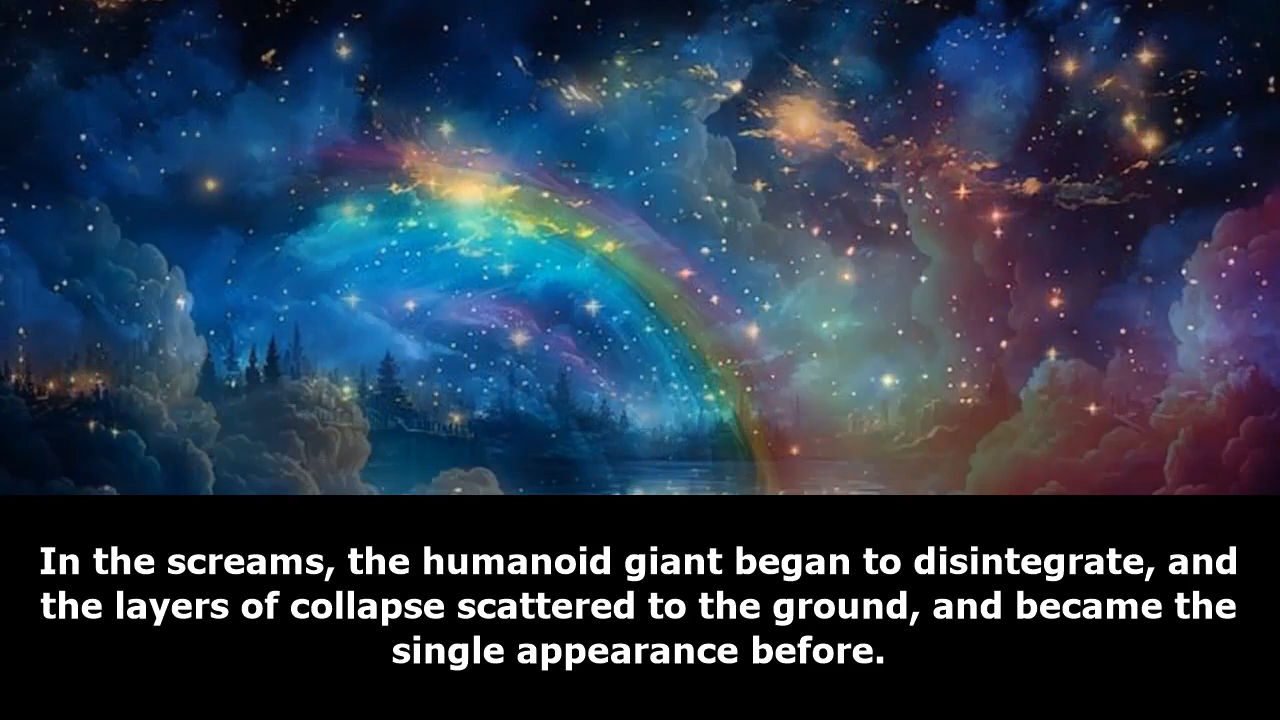 In the screams, the humanoid giant began to disintegrate, and
the layers of collapse scattered to the ground, and became the
single appearance before.